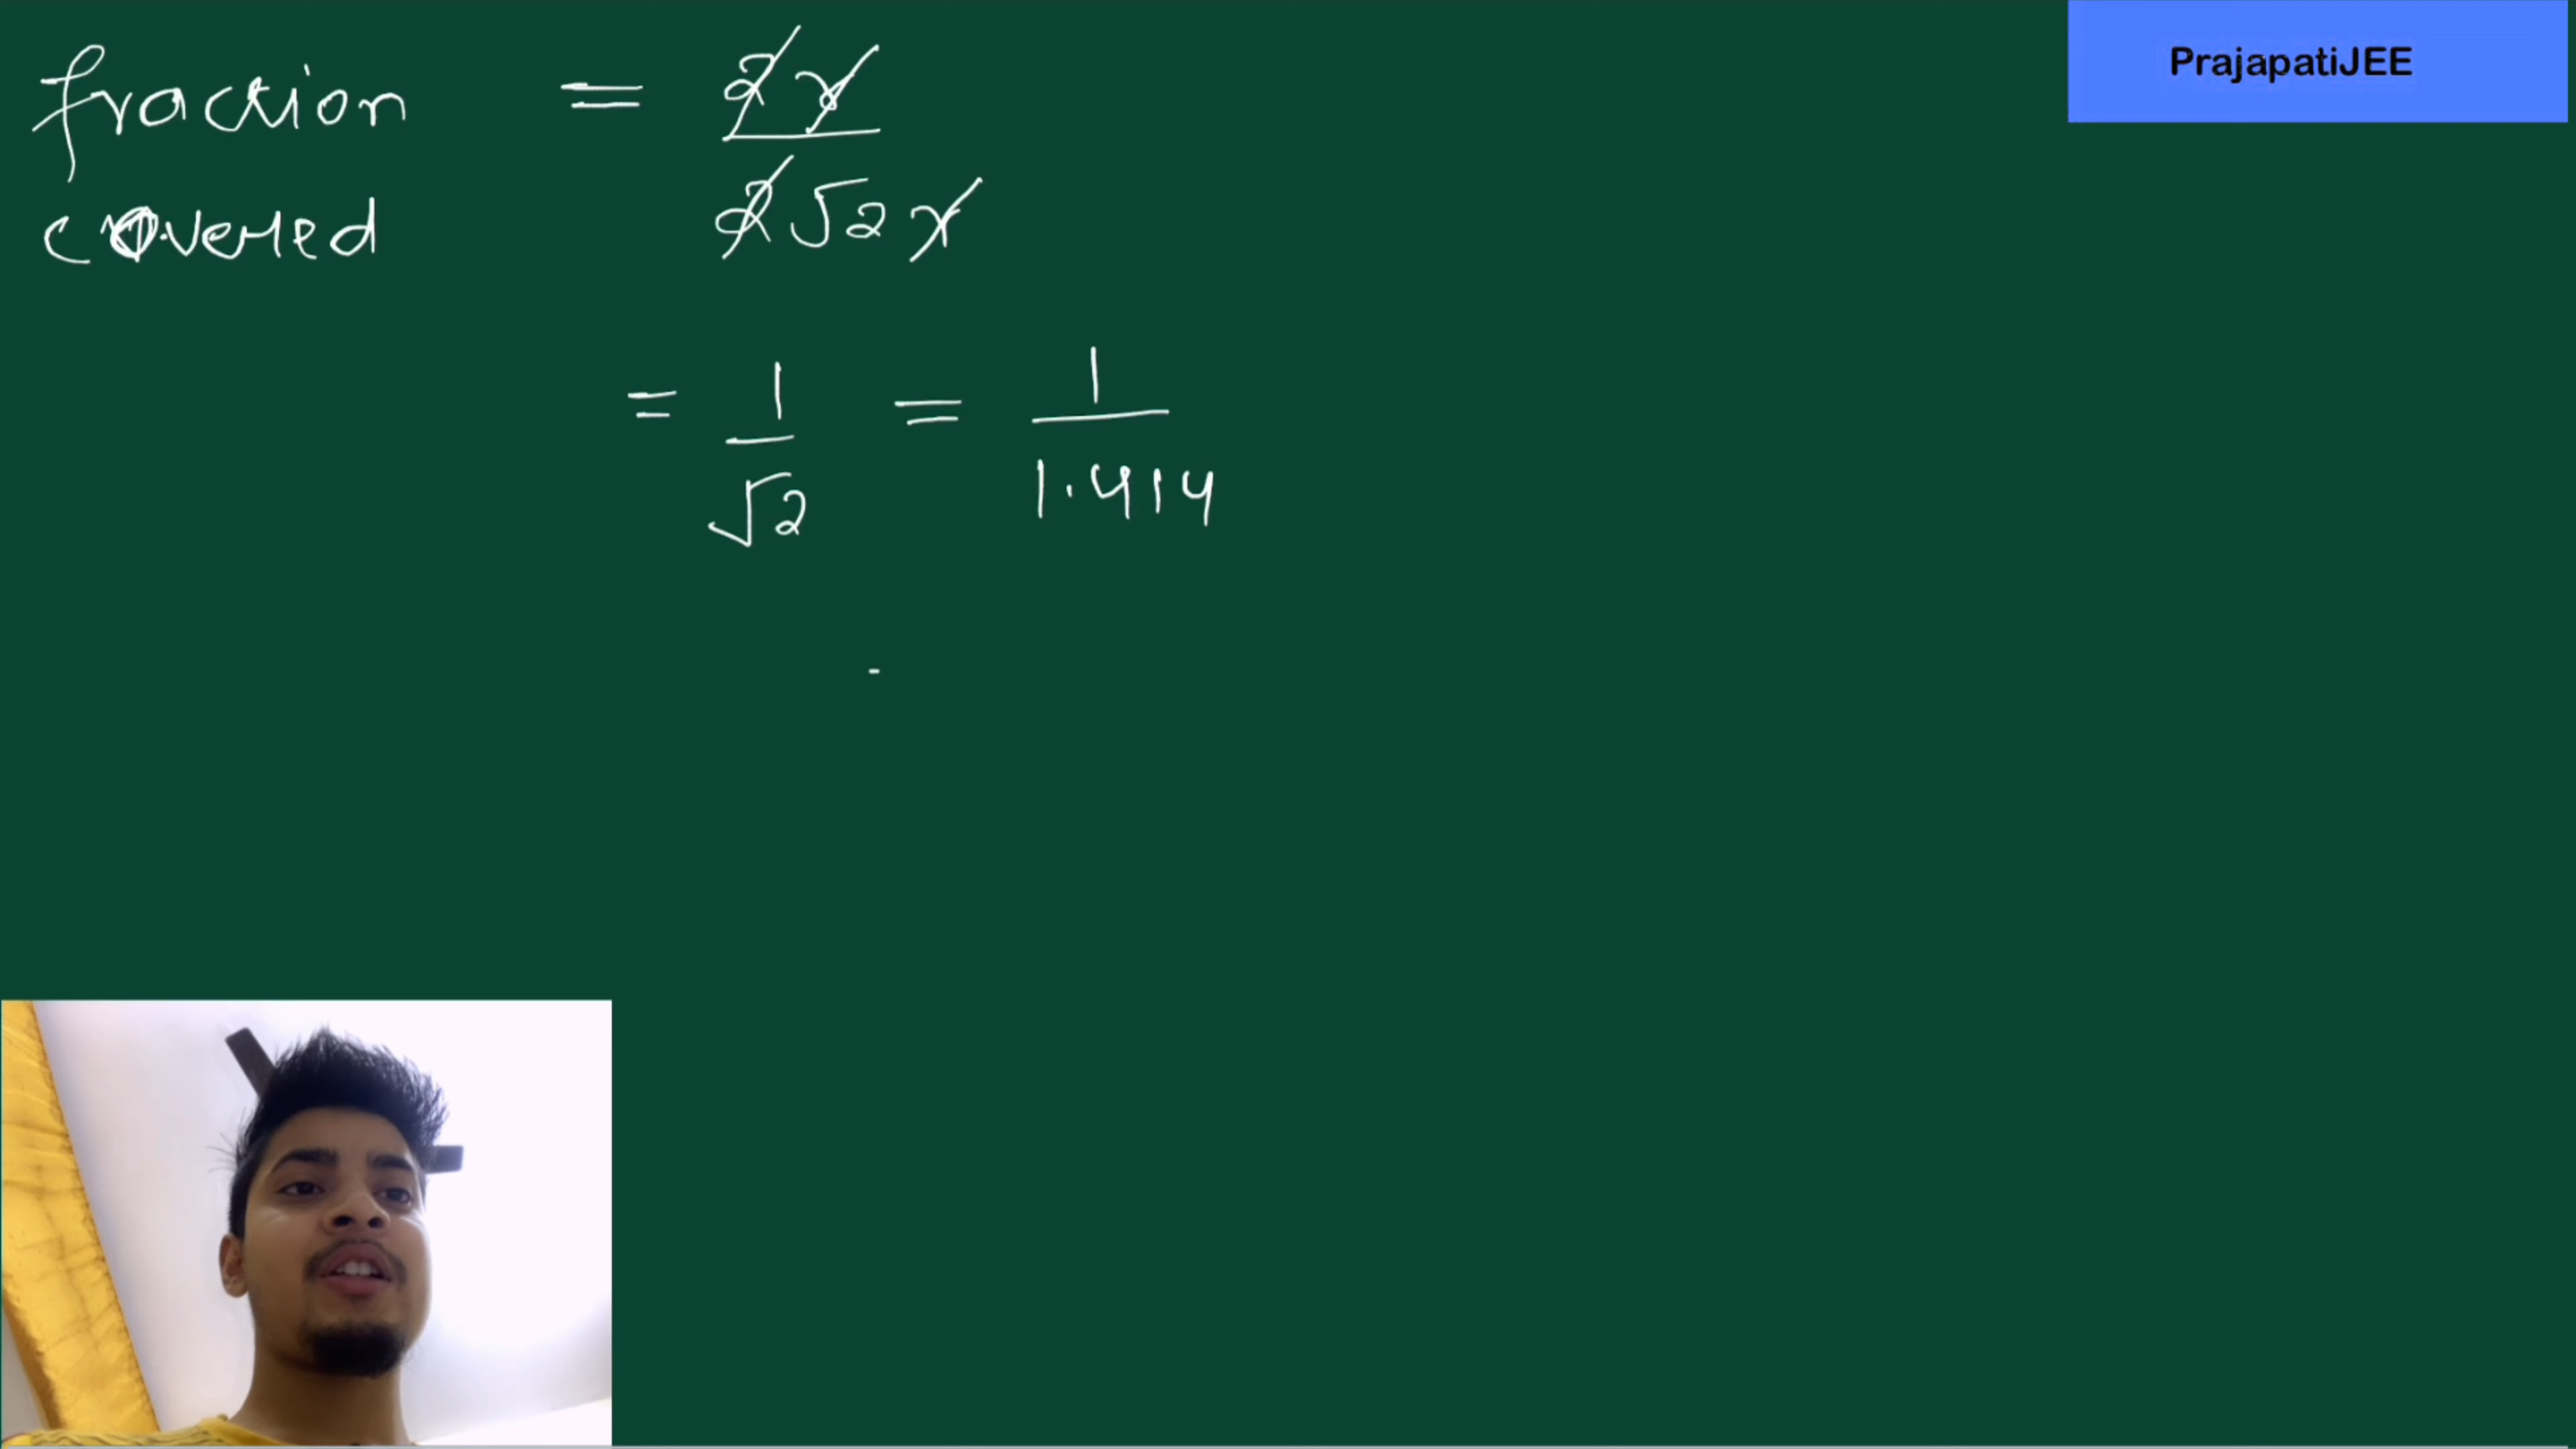 PrajapatiJEE
fraction covered = 2x / 2√2x
= 1/√2 = 1/1.414
-